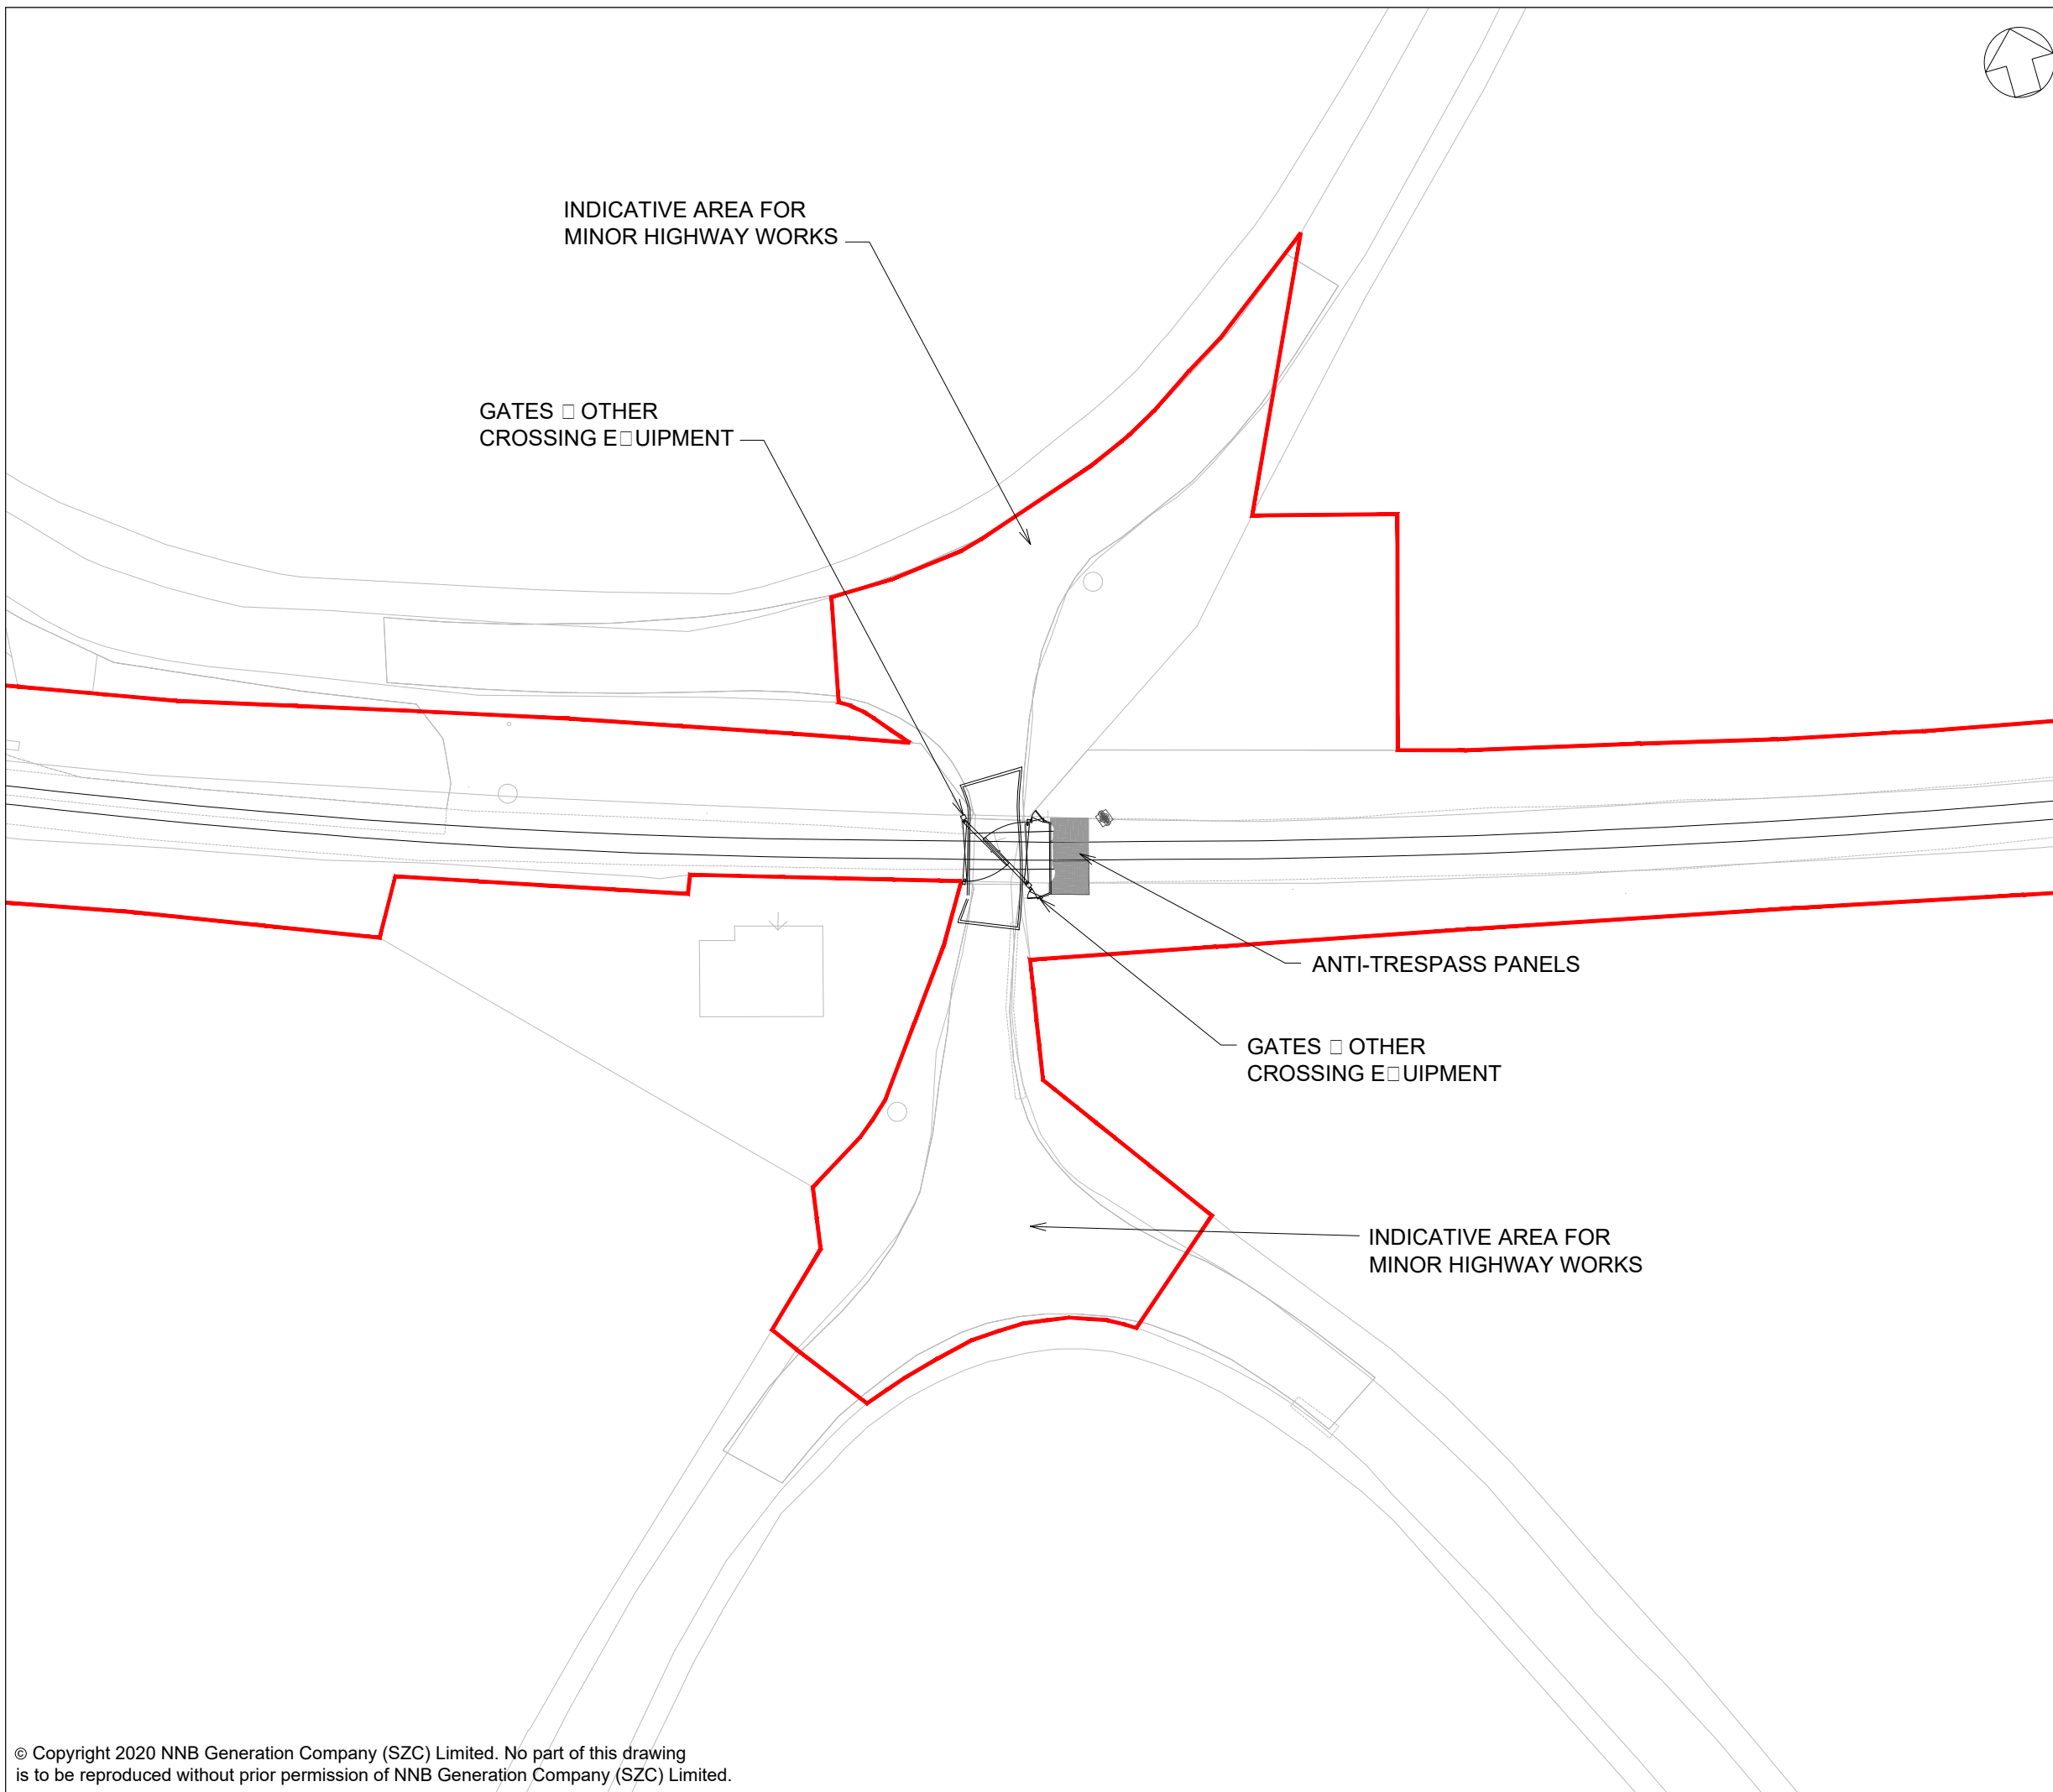 INDICATIVE AREA FOR
MINOR HIGHWAY WORKS
GATES □ OTHER
CROSSING E□UIPMENT
ANTI-TRESPASS PANELS
GATES □ OTHER
CROSSING E□UIPMENT
INDICATIVE AREA FOR
MINOR HIGHWAY WORKS
© Copyright 2020 NNB Generation Company (SZC) Limited. No part of this drawing
is to be reproduced without prior permission of NNB Generation Company (SZC) Limited.